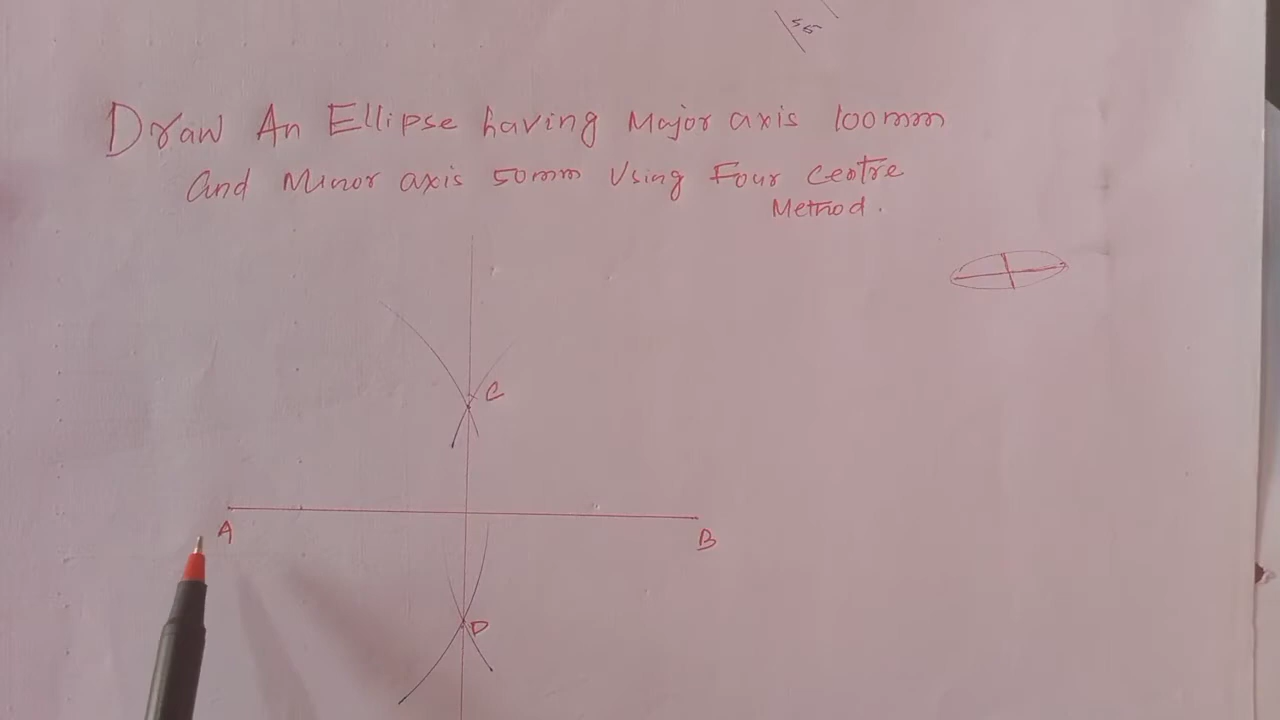 Draw An Ellipse having Major axis 100mm
and Minor axis 50mm Using Four Centre
Method.
C
A
B
D